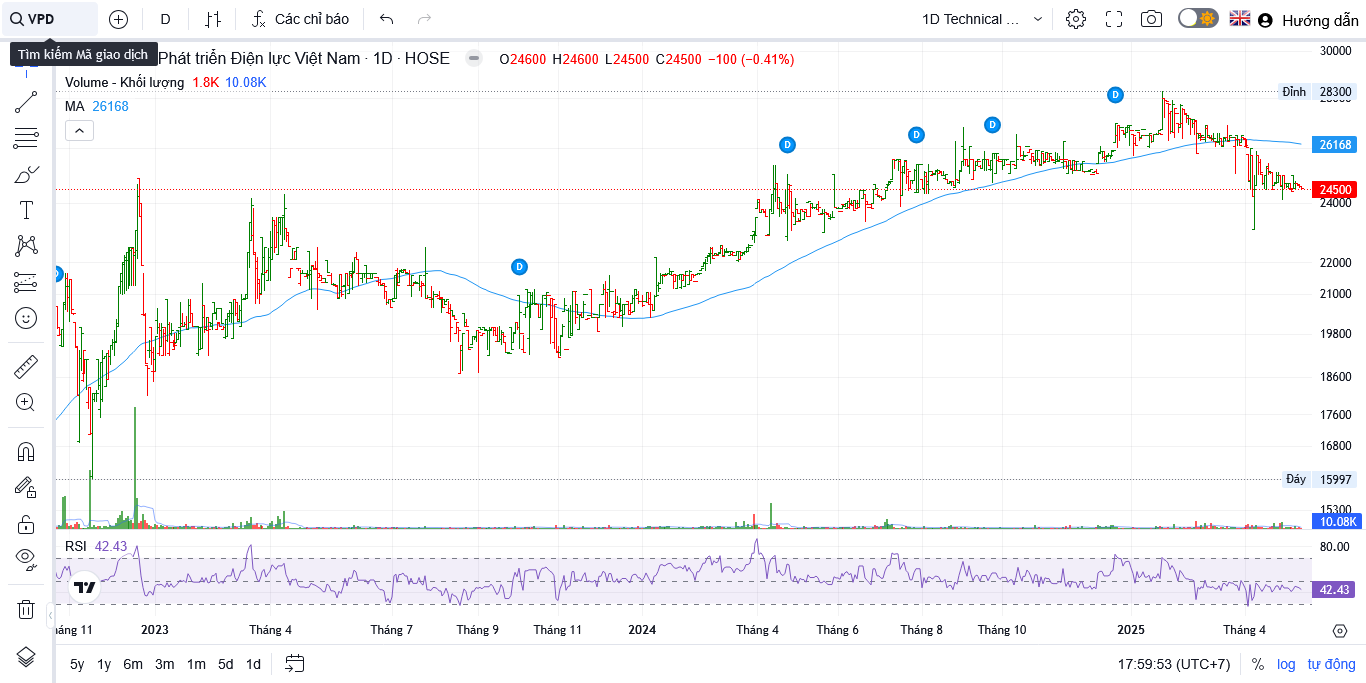 VPD
D
Các chỉ báo
1D Technical ...
Hướng dẫn
Tìm kiếm Mã giao dịch
Phát triển Điện lực Việt Nam · 1D · HOSE
O24600 H24600 L24500 C24500 −100 (−0.41%)
Volume - Khối lượng 1.8K 10.08K
MA 26168
30000
Đỉnh 28300
D
D
D
D
D
26168
24500
24000
22000
21000
19800
18600
17600
16800
Đáy 15997
15300
10.08K
RSI 42.43
80.00
42.43
háng 11 2023 Tháng 4 Tháng 7 Tháng 9 Tháng 11 2024 Tháng 4 Tháng 6 Tháng 8 Tháng 10 2025 Tháng 4
5y 1y 6m 3m 1m 5d 1d
17:59:53 (UTC+7) % log tự động